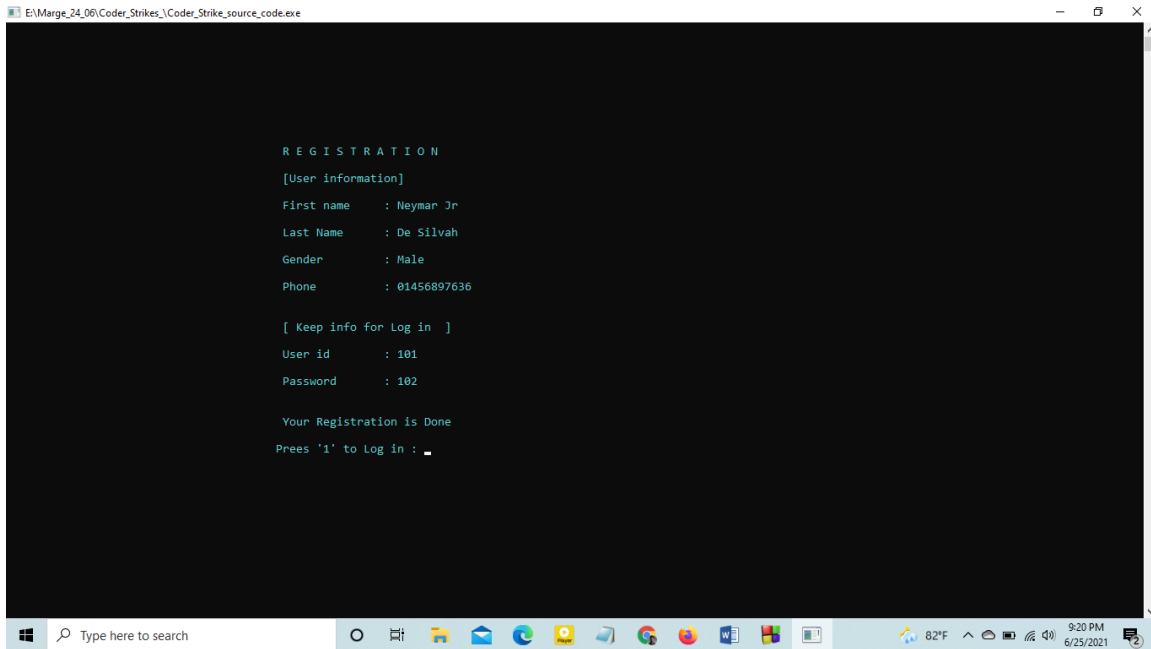 E:\Marge_24_06\Coder_Strikes_\Coder_Strike_source_code.exe
R E G I S T R A T I O N
[User information]
First name : Neymar Jr
Last Name : De Silvah
Gender : Male
Phone : 01456897636
[ Keep info for Log in ]
User id : 101
Password : 102
Your Registration is Done
Prees '1' to Log in :
Type here to search
Player
82°F
9:20 PM
6/25/2021
2